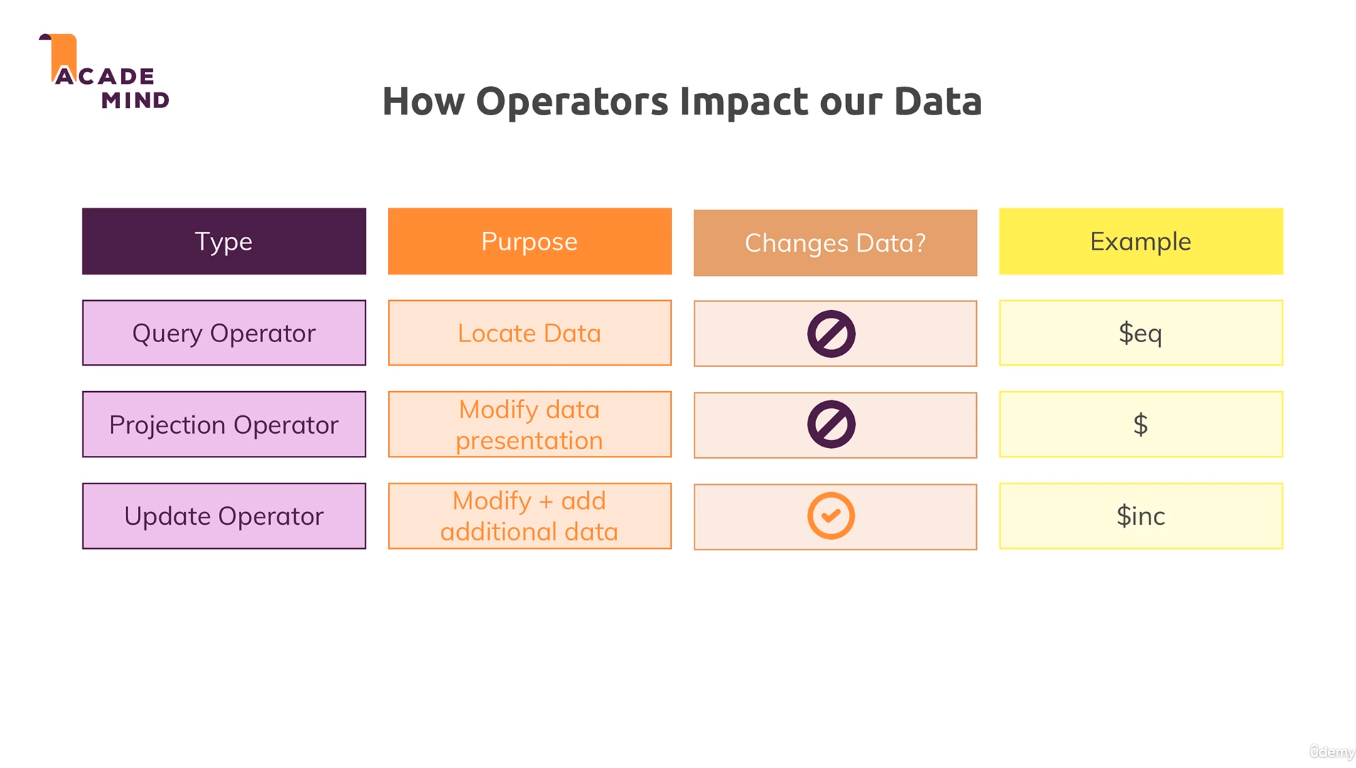 ACADE
MIND
How Operators Impact our Data
Type
Purpose
Changes Data?
Example
Query Operator
Locate Data
$eq
Projection Operator
Modify data
presentation
$
Update Operator
Modify + add
additional data
$inc
ûdemy